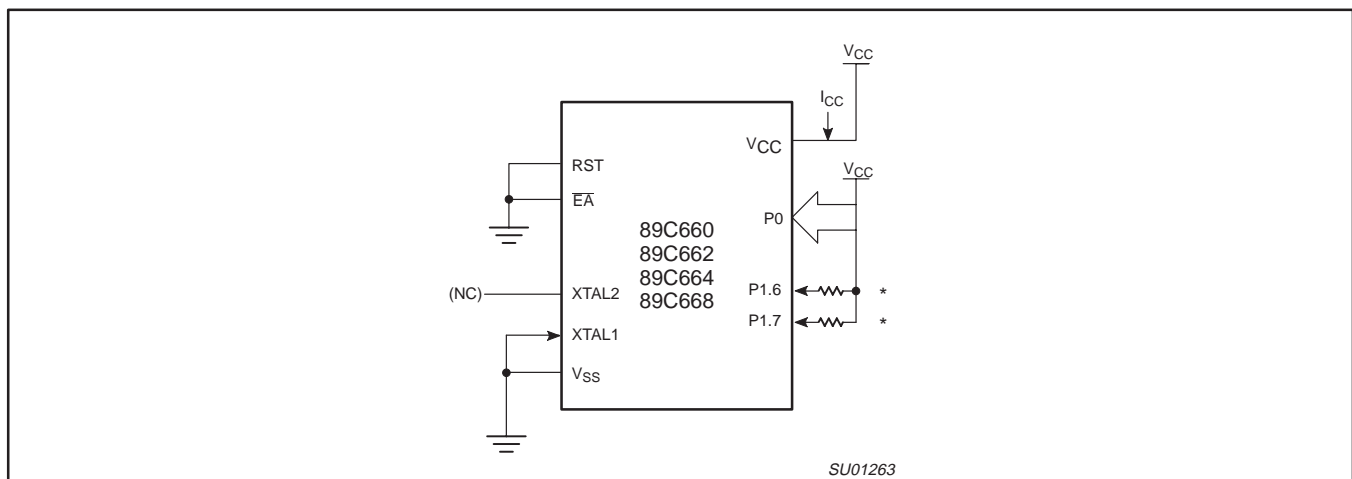 VCC
ICC
VCC
RST
EA
VCC
P0
89C660
89C662
89C664
89C668
(NC)
XTAL2
P1.6
*
P1.7
*
XTAL1
VSS
SU01263